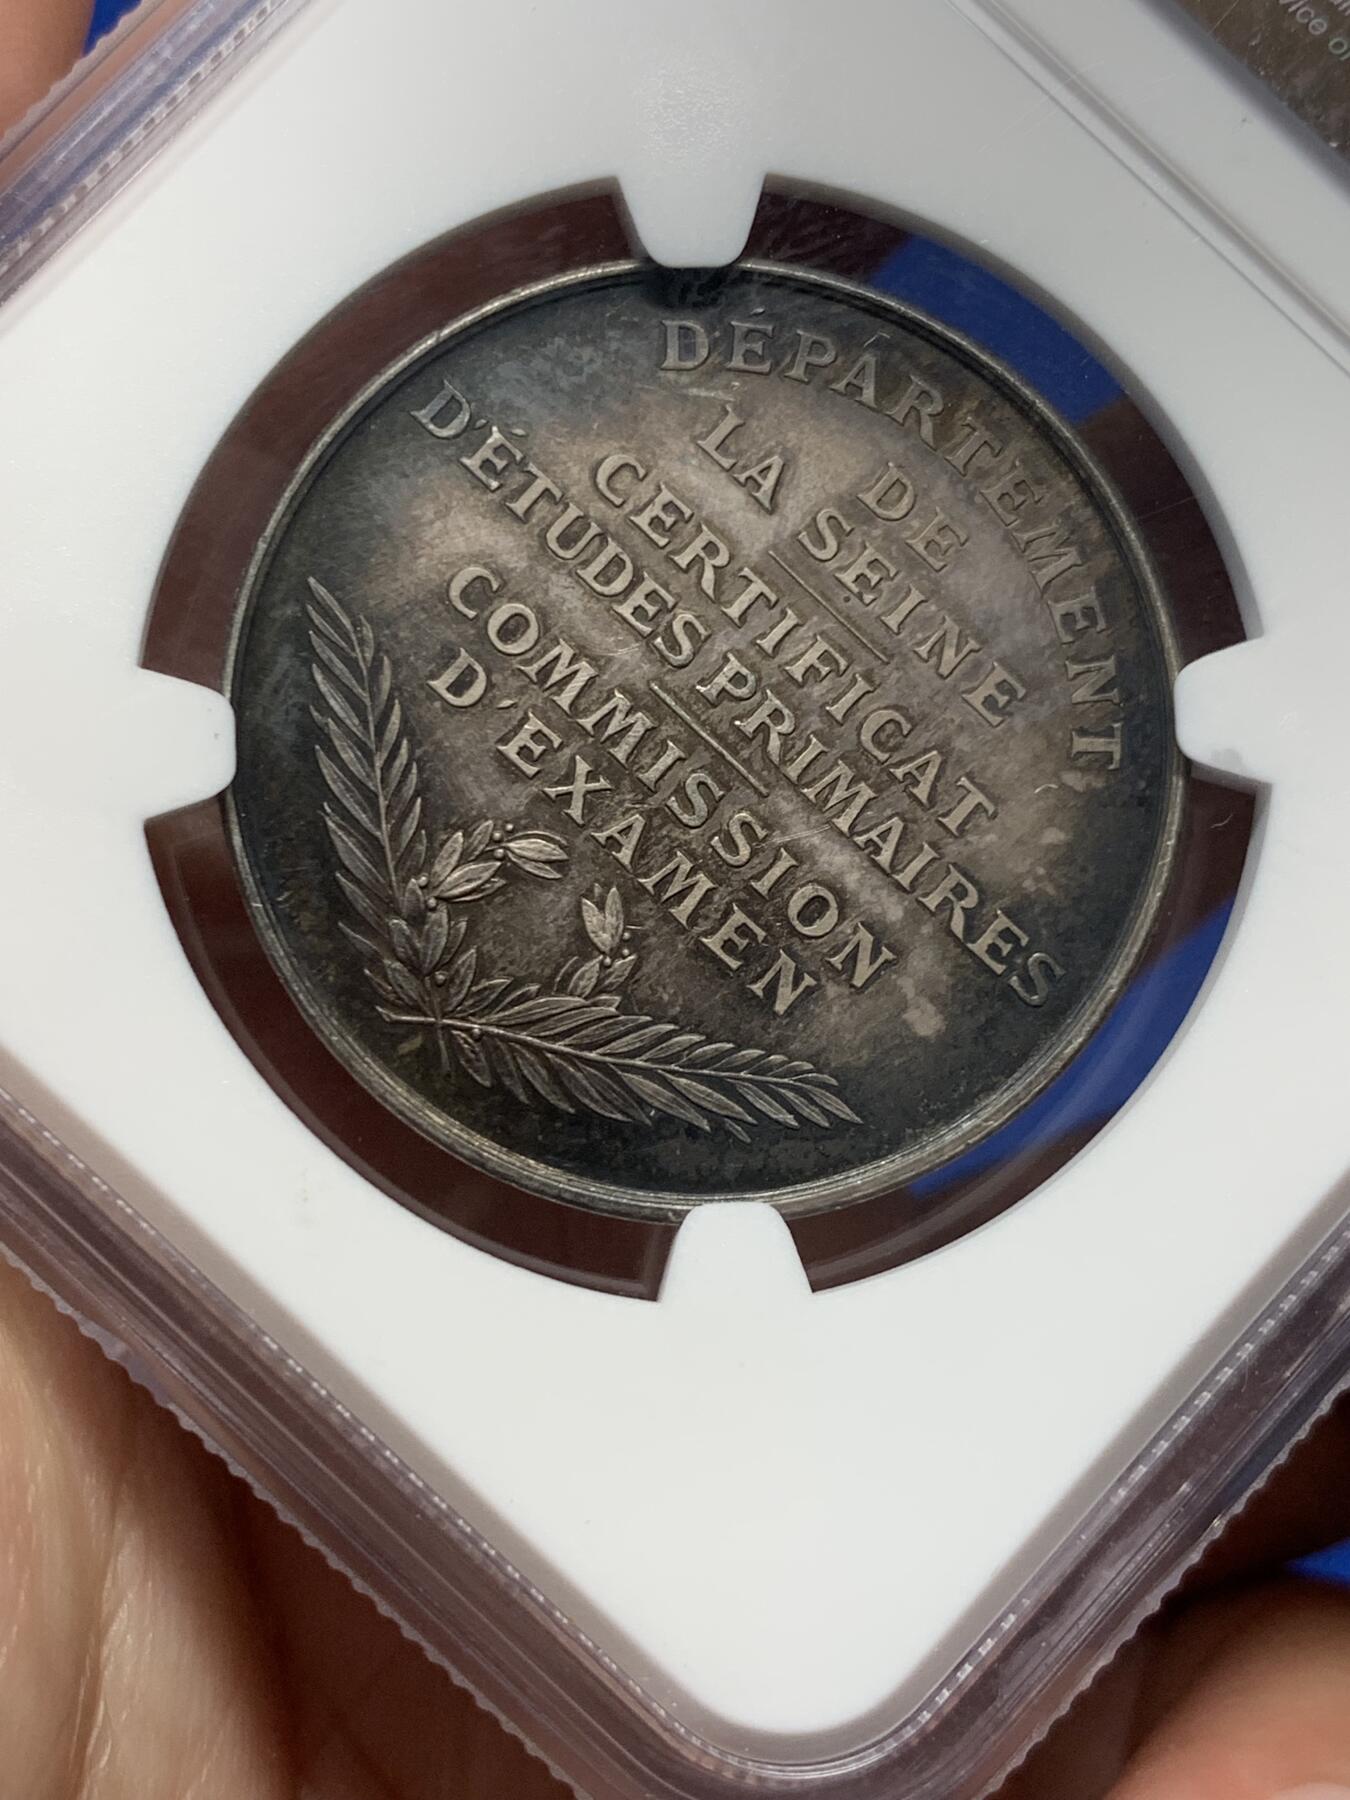 DÉPARTEMENT
DE
LA SEINE
CERTIFICAT
D'ÉTUDES PRIMAIRES
COMMISSION
D'EXAMEN